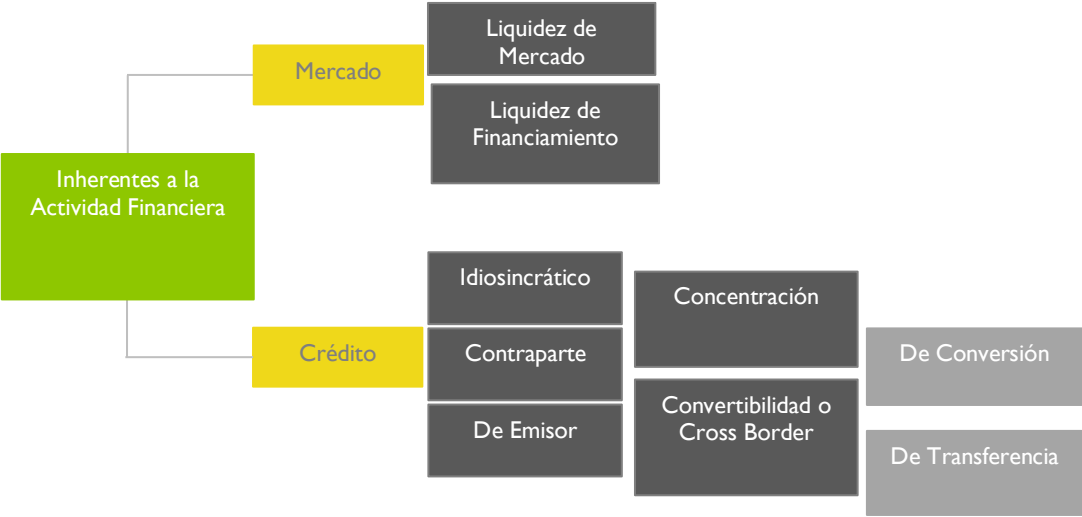 Liquidez de
Mercado
Mercado
Liquidez de
Financiamiento
Inherentes a la
Actividad Financiera
Idiosincrático
Concentración
Crédito
Contraparte
De Conversión
Convertibilidad o
Cross Border
De Emisor
De Transferencia